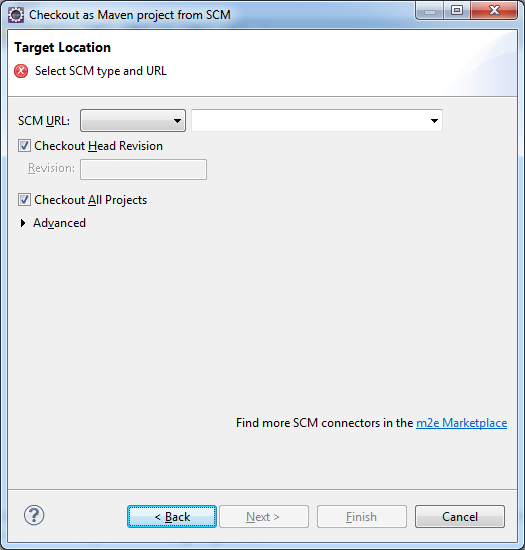 Checkout as Maven project from SCM
Target Location
Select SCM type and URL
SCM URL:
Checkout Head Revision
Revision:
Checkout All Projects
Advanced
Find more SCM connectors in the m2e Marketplace
? < Back Next > Finish Cancel